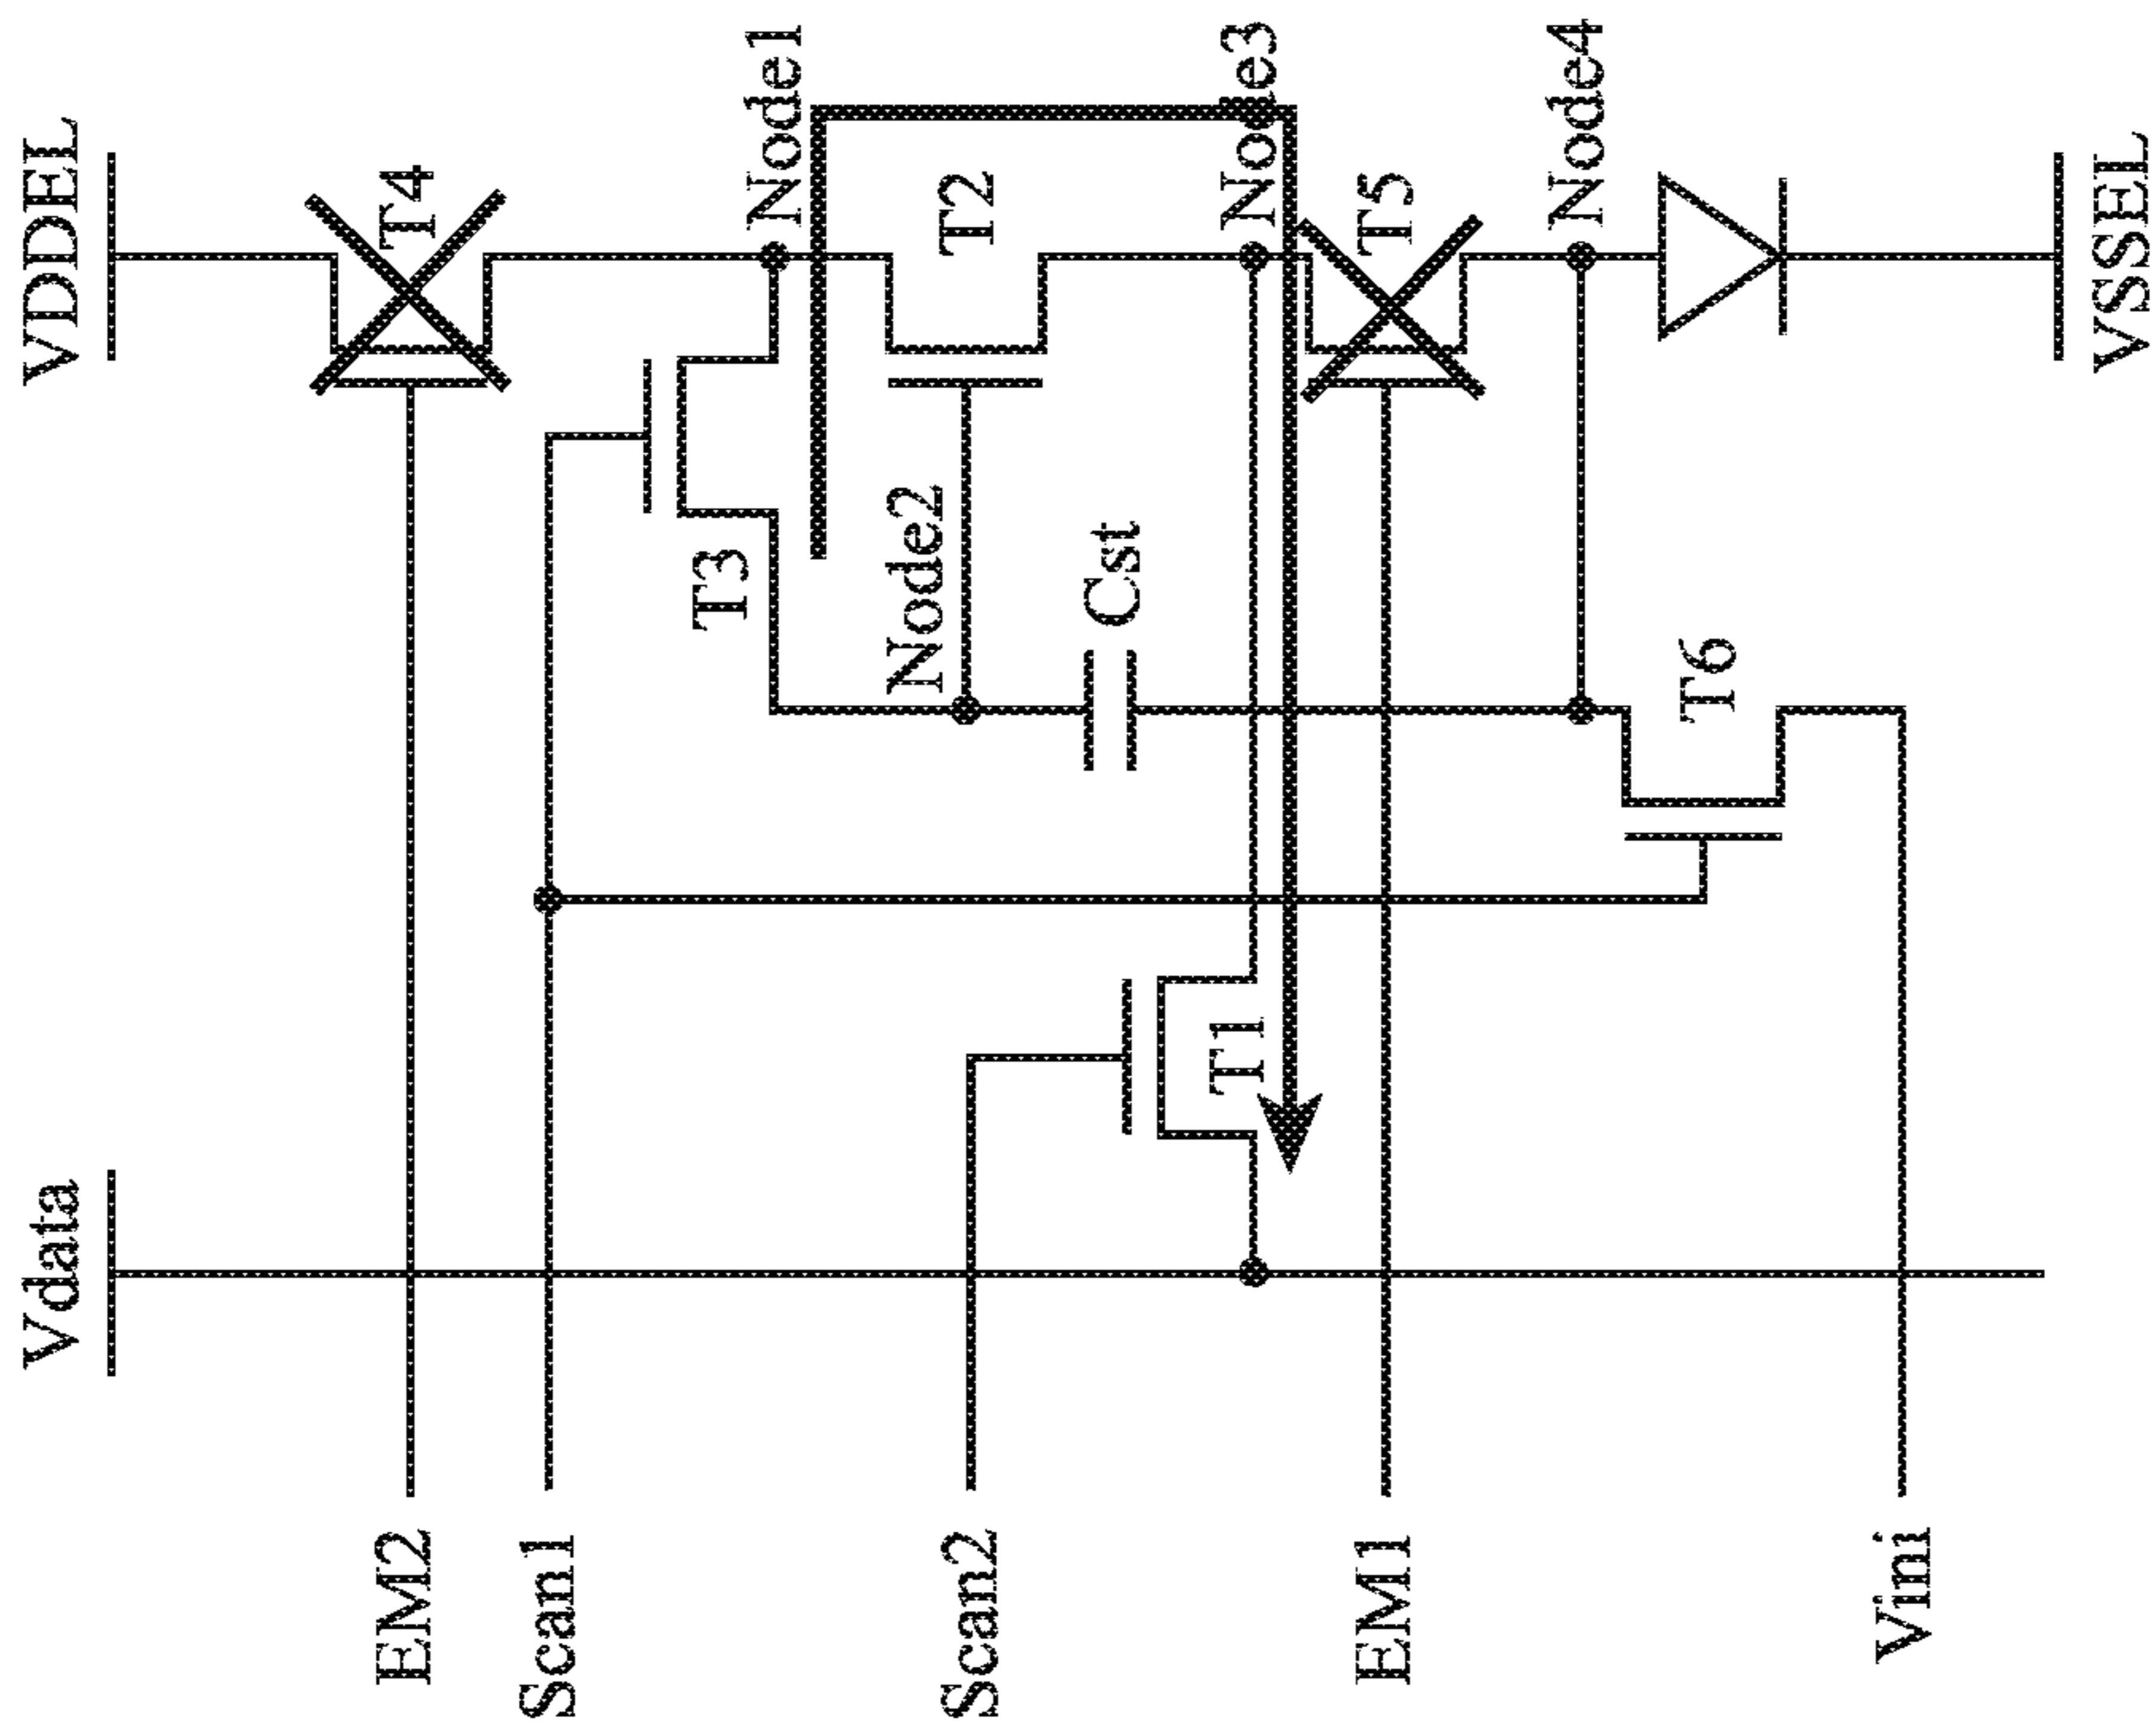 VDDEL
Vdata
T4
Node1
T2
Node3
T5
Node4
VSSEL
T3
Node2
Cst
T6
T1
EM2
Scan1
Scan2
EM1
Vini